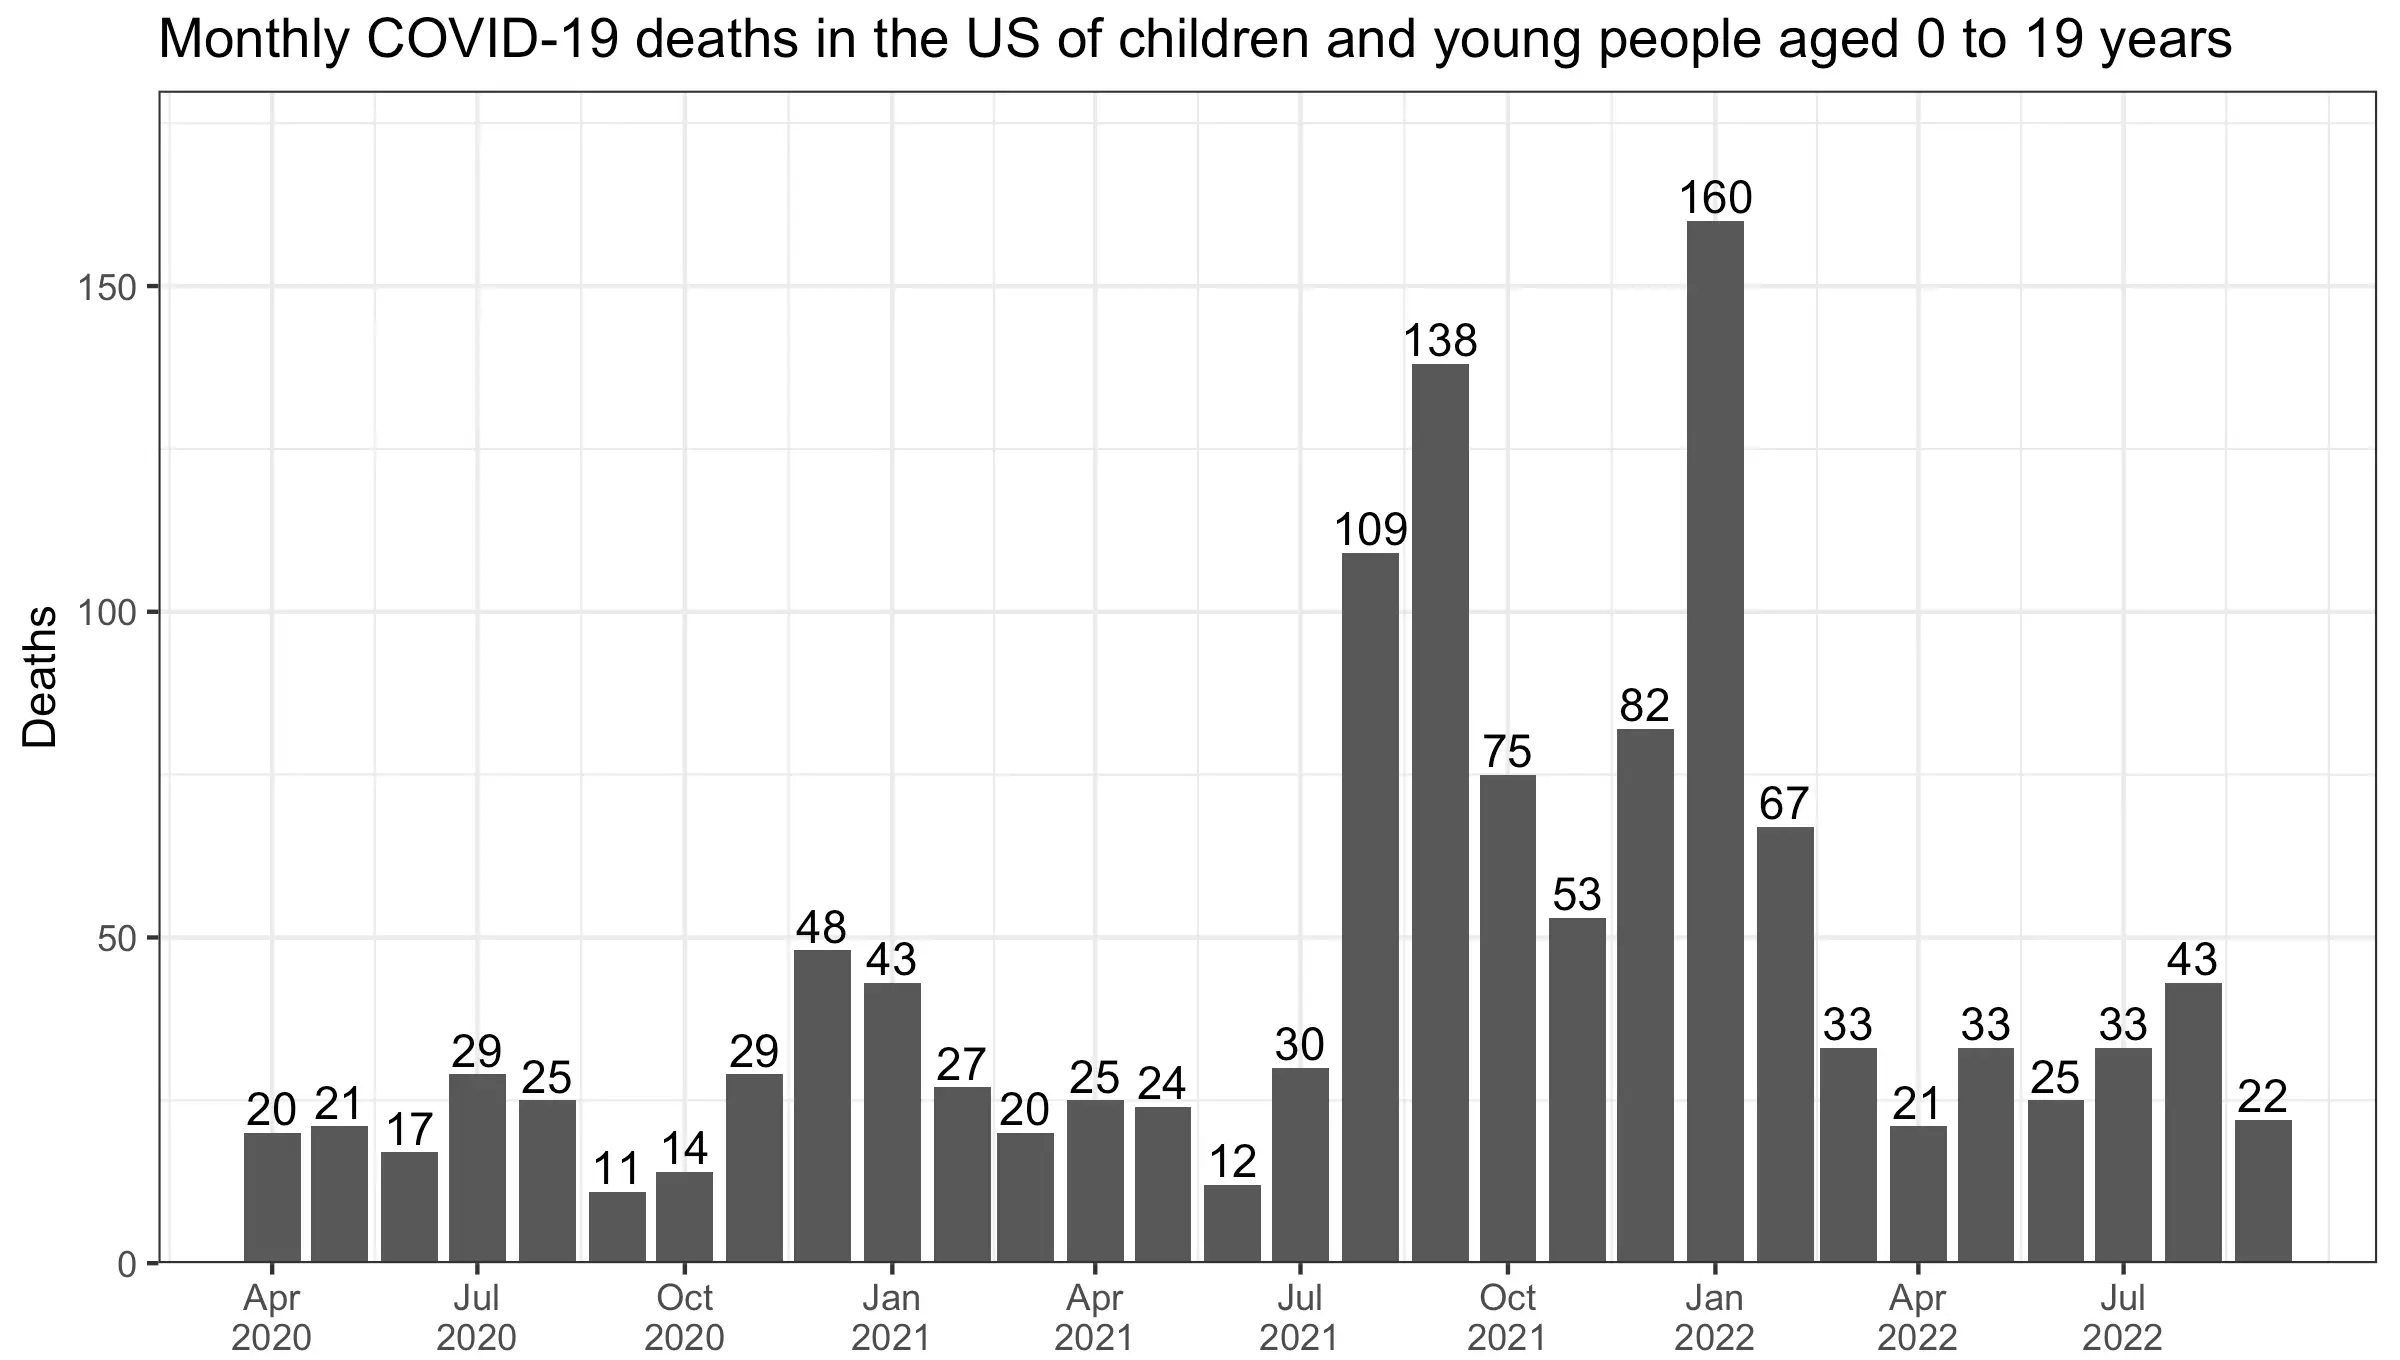 Monthly COVID-19 deaths in the US of children and young people aged 0 to 19 years
Deaths
150
100
50
0
20 21 17 29 25 11 14 29 48 43 27 20 25 24 12 30 109 138 75 53 82 160 67 33 21 33 25 33 43 22
Apr Jul Oct Jan Apr Jul Oct Jan Apr Jul
2020 2020 2020 2021 2021 2021 2021 2022 2022 2022